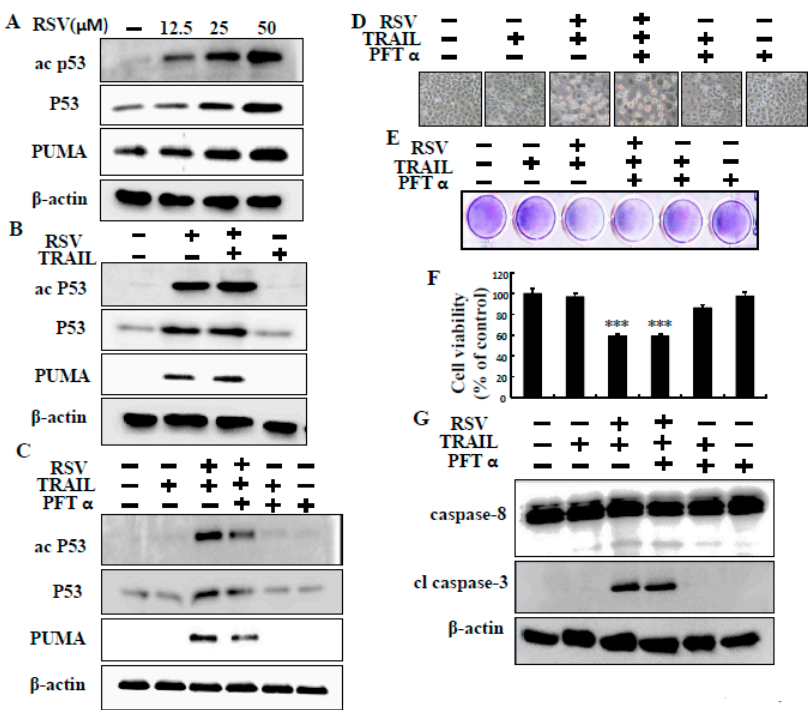 A
RSV(μM) – 12.5 25 50
ac p53
P53
PUMA
β-actin
B
RSV – + + –
TRAIL – – + +
ac P53
P53
PUMA
β-actin
C
RSV – – + + – –
TRAIL – + + + + –
PFT α – – – + + +
ac P53
P53
PUMA
β-actin
D
RSV – – + + – –
TRAIL – + + + + –
PFT α – – – + + +
E
RSV – – + + – –
TRAIL – + + + + –
PFT α – – – + + +
F
Cell viability
(% of control)
120
100
80
60
40
20
0
*** ***
G
RSV – – + + – –
TRAIL – + + + + –
PFT α – – – + + +
caspase-8
cl caspase-3
β-actin